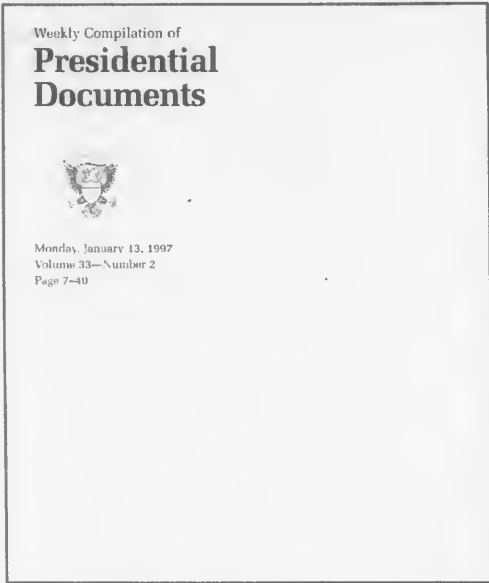 Weekly Compilation of
Presidential
Documents
Monday, January 13, 1997
Volume 33—Number 2
Page 7–40